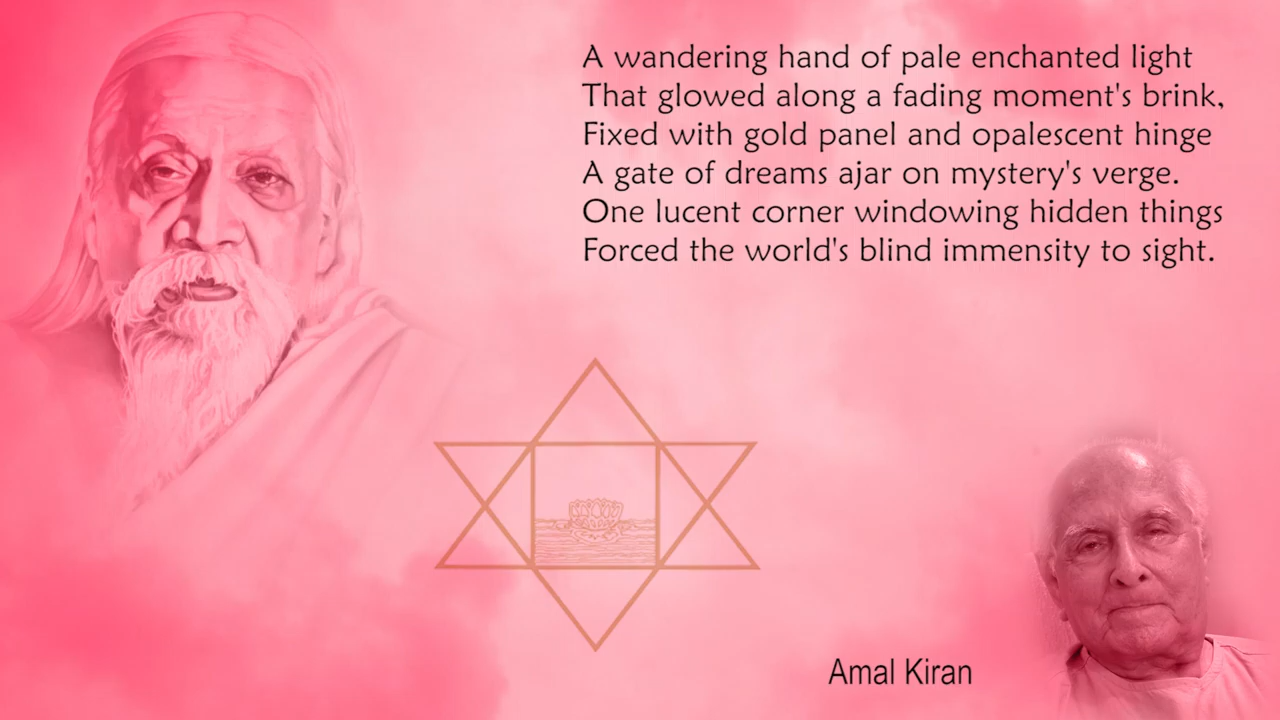 A wandering hand of pale enchanted light
That glowed along a fading moment's brink,
Fixed with gold panel and opalescent hinge
A gate of dreams ajar on mystery's verge.
One lucent corner windowing hidden things
Forced the world's blind immensity to sight.
Amal Kiran